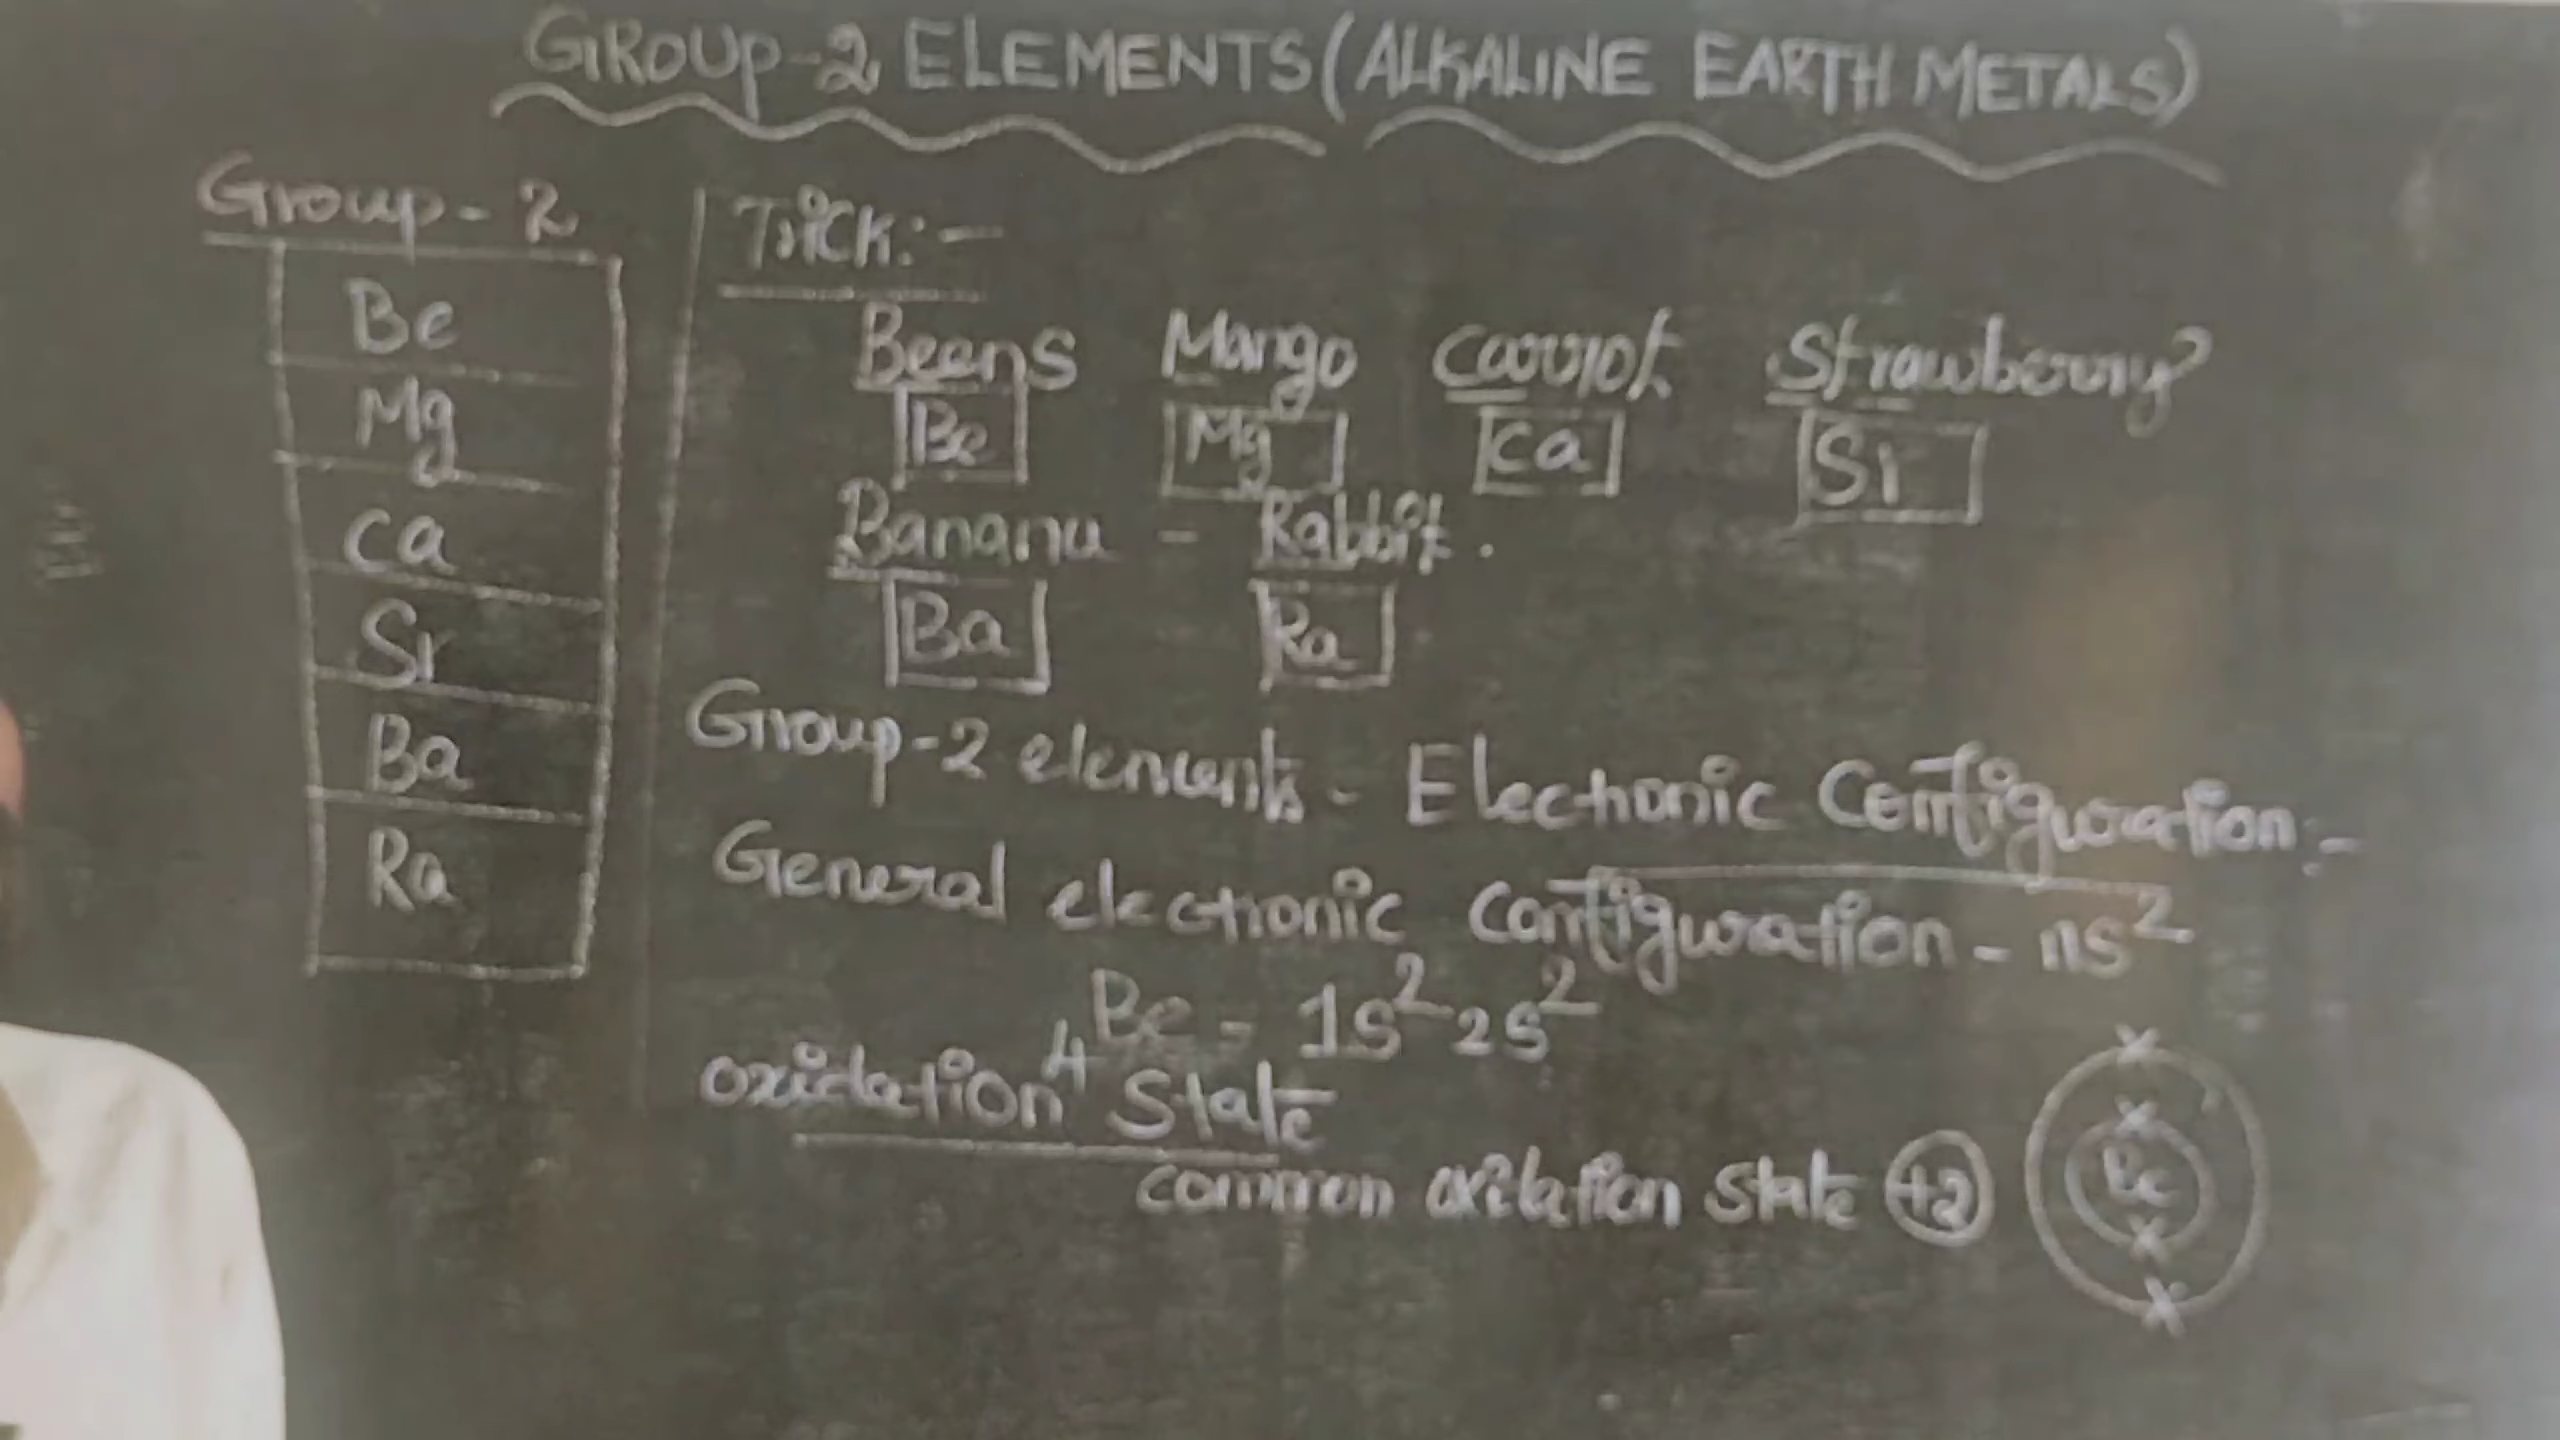 GROUP-2 ELEMENTS (ALKALINE EARTH METALS)
Group - 2
Be
Mg
Ca
Sr
Ba
Ra
Trick:-
Beens Mango Carrot Strawberry
Be Mg Ca Sr
Banana - Rabbit.
Ba Ra
Group-2 elements - Electronic Configuration:-
General electronic Configuration - ns²
₄Be = 1s² 2s²
Oxidation State
Common oxidation state +2
Be